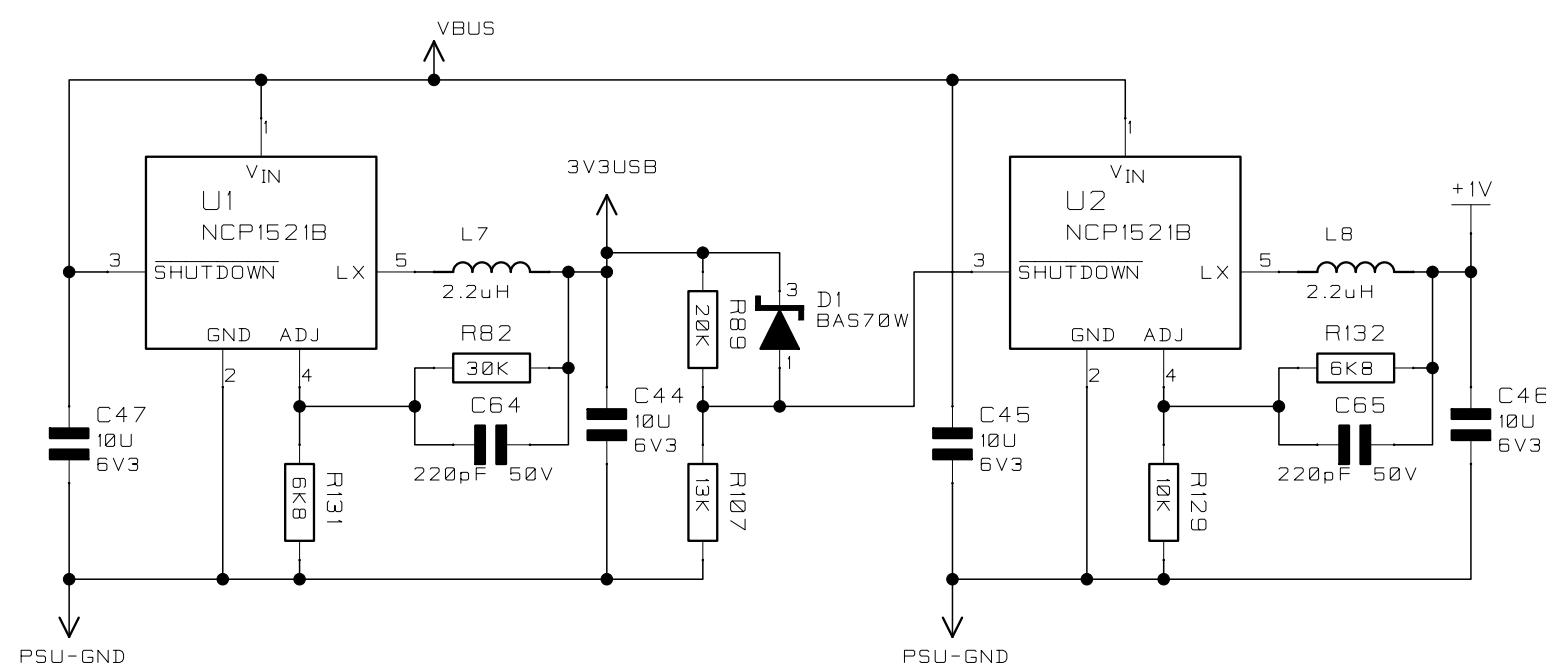 VBUS
1
1
3V3USB
VIN
VIN
+1V
U1
U2
NCP1521B
NCP1521B
L7
L8
3
SHUTDOWN
LX
5
3
SHUTDOWN
LX
5
2.2uH
2.2uH
3
D1
BAS70W
20K
R89
GND
ADJ
R82
GND
ADJ
R132
1
2
4
30K
2
4
6K8
C47
10U
6V3
C64
C44
10U
6V3
C45
10U
6V3
C65
C46
10U
6V3
220pF
50V
220pF
50V
6K8
R131
13K
R107
10K
R129
PSU-GND
PSU-GND